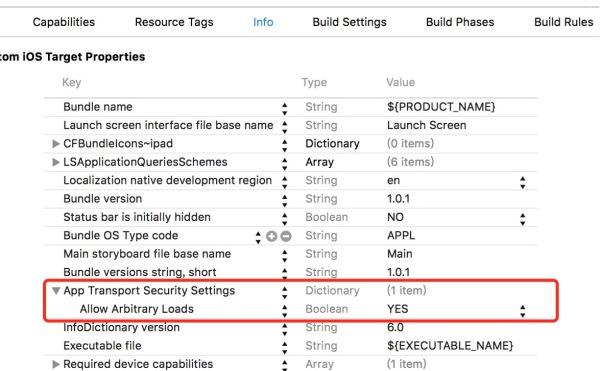 Capabilities Resource Tags Info Build Settings Build Phases Build Rules
tom iOS Target Properties
Key Type Value
Bundle name String ${PRODUCT_NAME}
Launch screen interface file base name String Launch Screen
CFBundleIcons~ipad Dictionary (0 items)
LSApplicationQueriesSchemes Array (6 items)
Localization native development region String en
Bundle version String 1.0.1
Status bar is initially hidden Boolean NO
Bundle OS Type code String APPL
Main storyboard file base name String Main
Bundle versions string, short String 1.0.1
App Transport Security Settings Dictionary (1 item)
Allow Arbitrary Loads Boolean YES
InfoDictionary version String 6.0
Executable file String ${EXECUTABLE_NAME}
Required device capabilities Array (1 item)